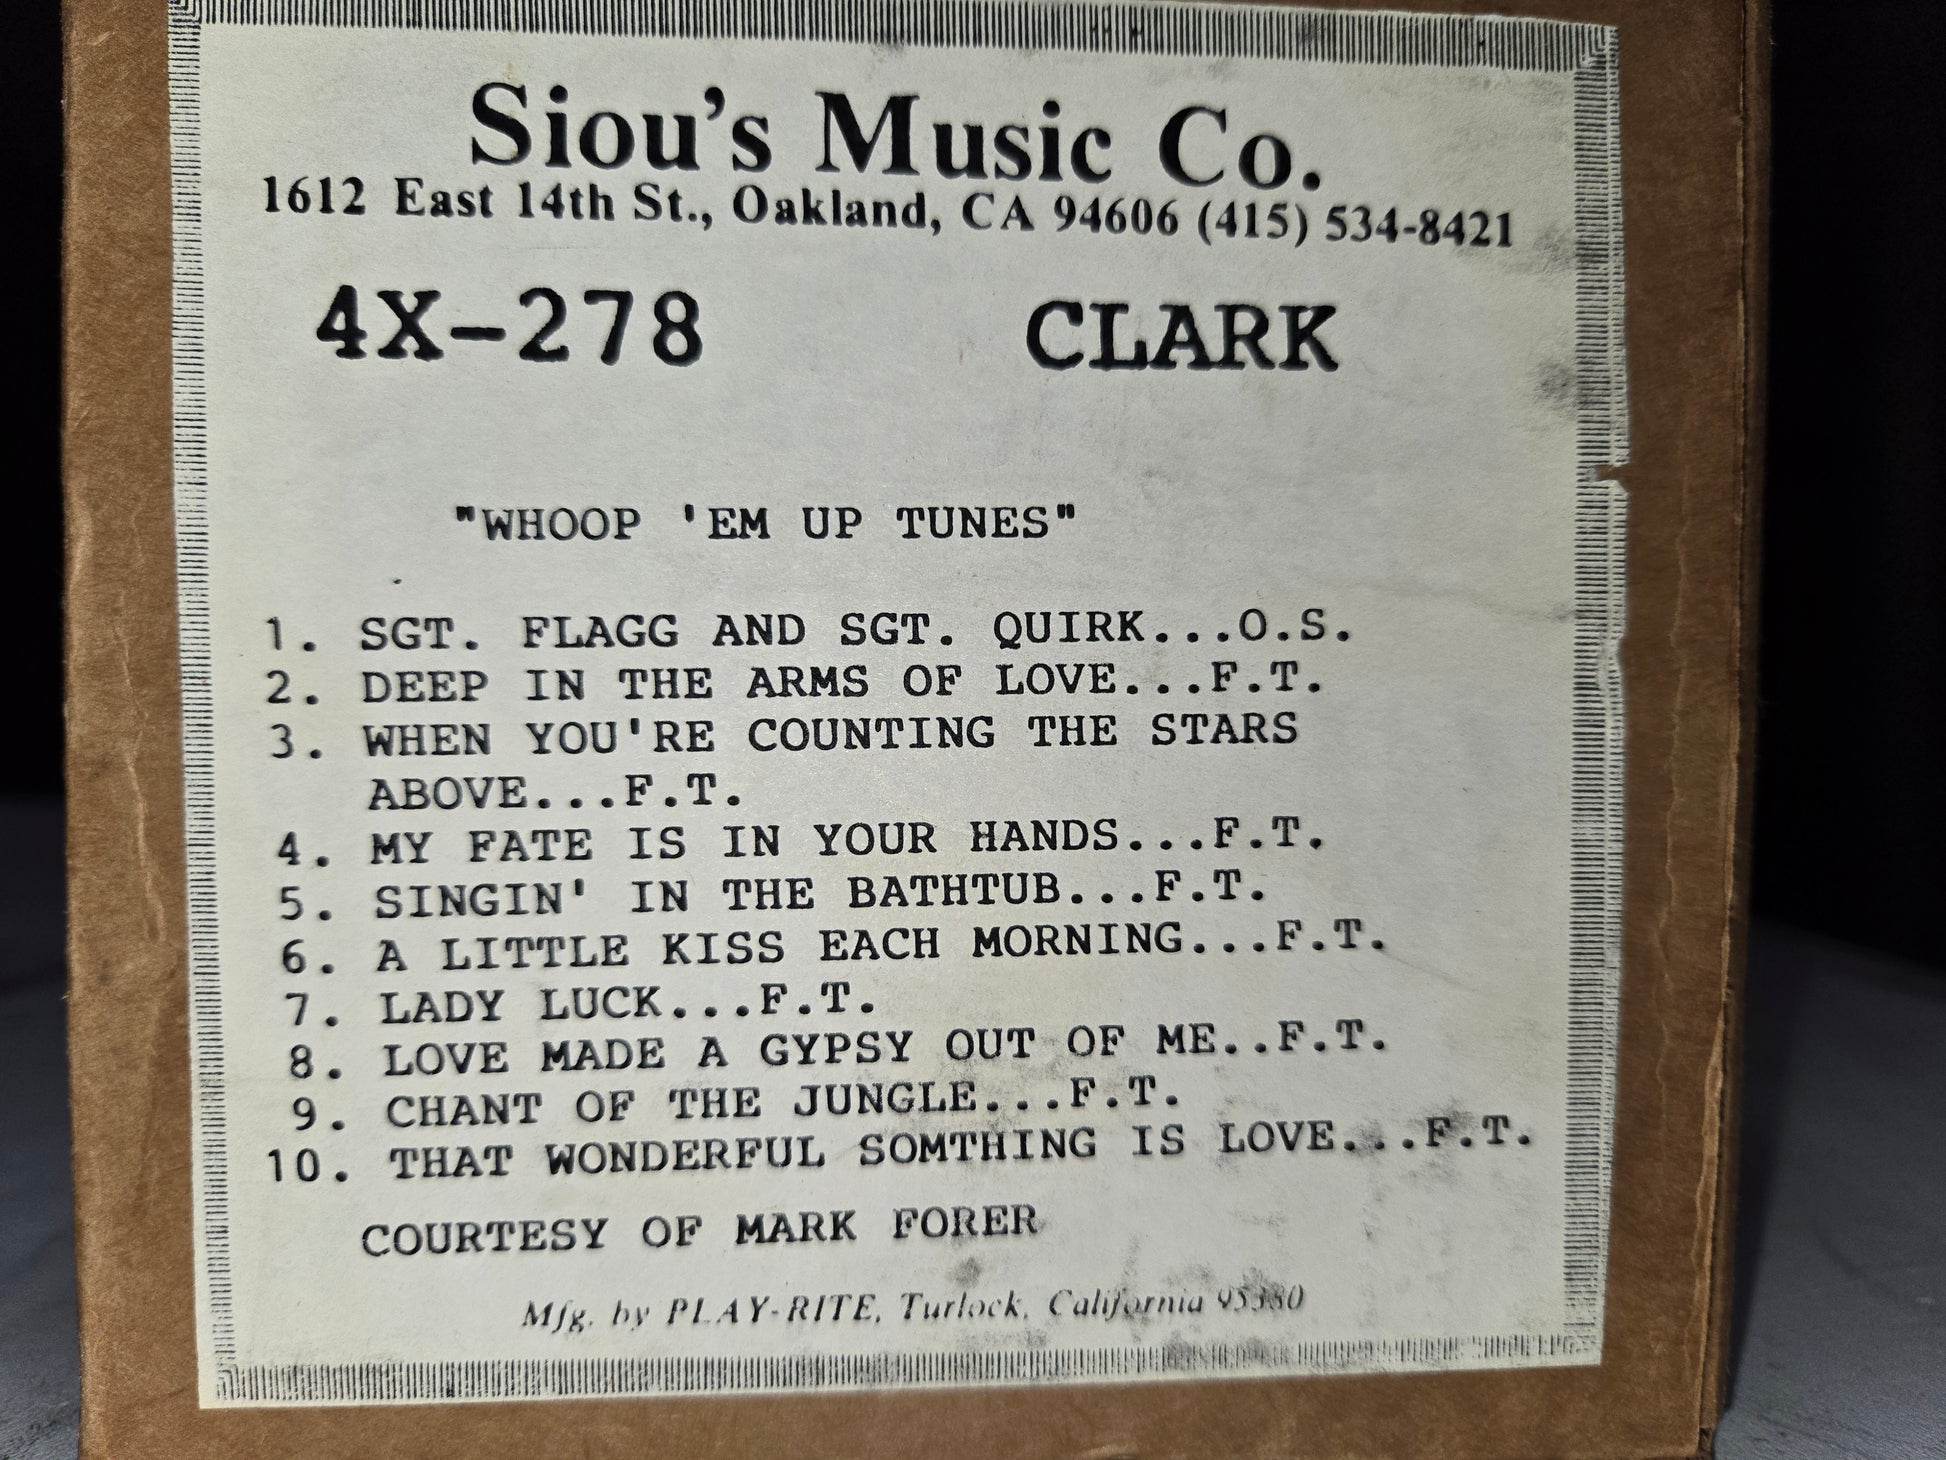 Siou's Music Co.
1612 East 14th St., Oakland, CA 94606 (415) 534-8421
4X-278 CLARK
"WHOOP 'EM UP TUNES"
1. SGT. FLAGG AND SGT. QUIRK...O.S.
2. DEEP IN THE ARMS OF LOVE...F.T.
3. WHEN YOU'RE COUNTING THE STARS
ABOVE...F.T.
4. MY FATE IS IN YOUR HANDS...F.T.
5. SINGIN' IN THE BATHTUB...F.T.
6. A LITTLE KISS EACH MORNING...F.T.
7. LADY LUCK...F.T.
8. LOVE MADE A GYPSY OUT OF ME..F.T.
9. CHANT OF THE JUNGLE...F.T.
10. THAT WONDERFUL SOMTHING IS LOVE...F.T.
COURTESY OF MARK FORER
Mfg. by PLAY-RITE, Turlock, California 95380